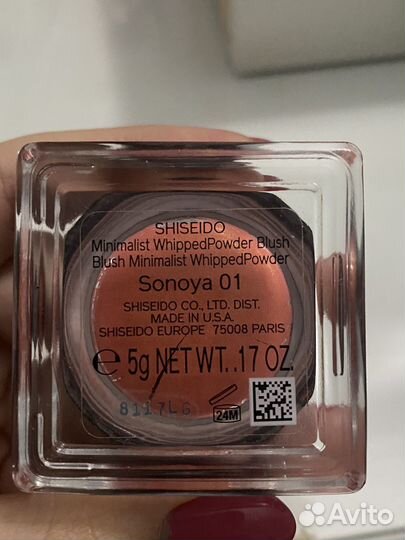 SHISEIDO
Minimalist WhippedPowder Blush
Blush Minimalist WhippedPowder
Sonoya 01
SHISEIDO CO., LTD. DIST.
MADE IN U.S.A.
SHISEIDO EUROPE 75008 PARIS
℮ 5g NET WT. .17 OZ.
8117LG
24M
Avito